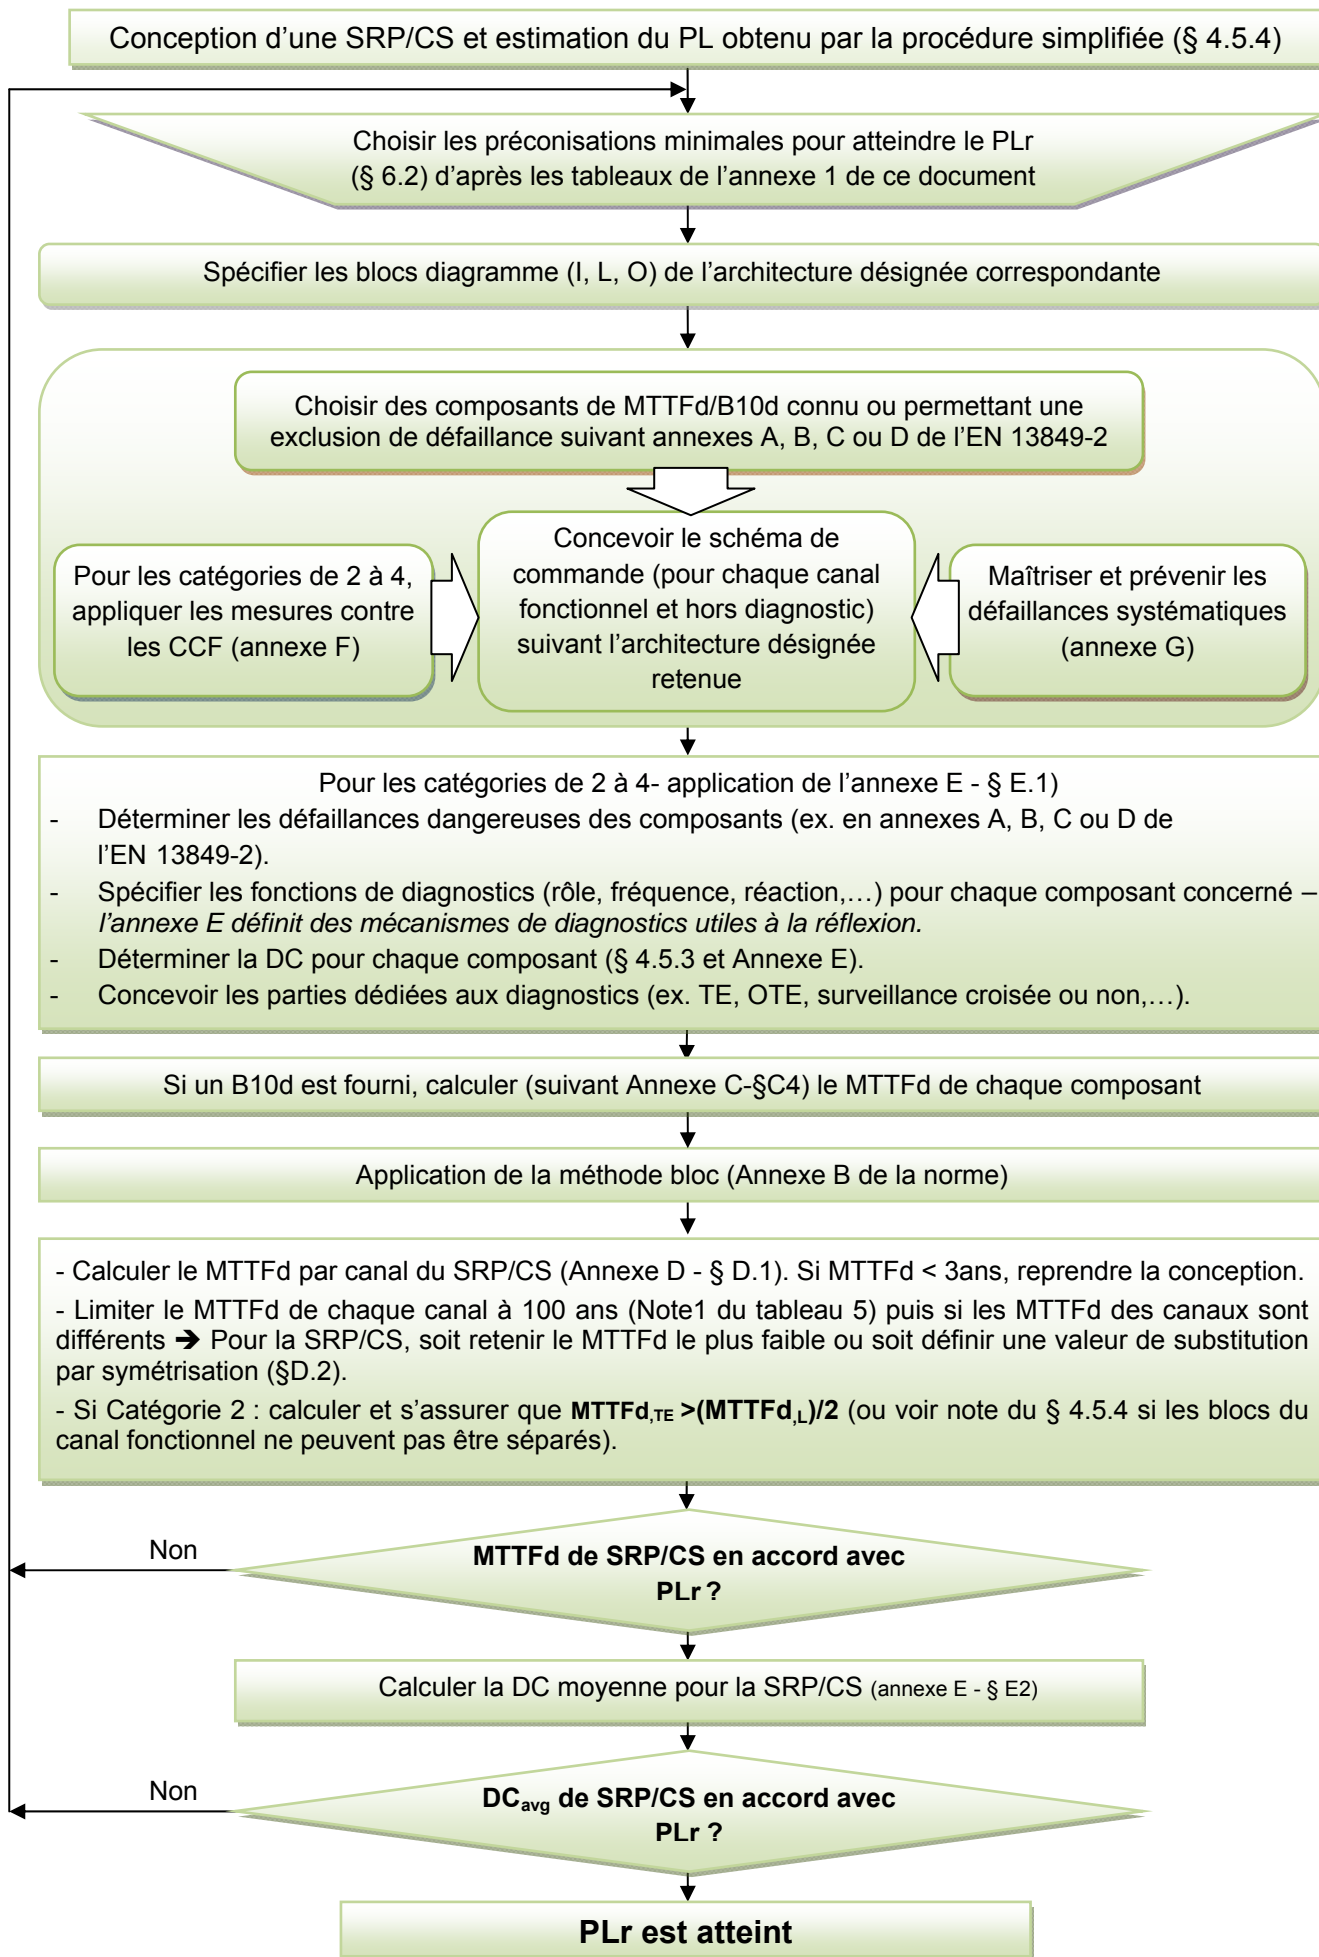 Conception d’une SRP/CS et estimation du PL obtenu par la procédure simplifiée (§ 4.5.4)
Choisir les préconisations minimales pour atteindre le PLr
(§ 6.2) d’après les tableaux de l’annexe 1 de ce document
Spécifier les blocs diagramme (I, L, O) de l’architecture désignée correspondante
Choisir des composants de MTTFd/B10d connu ou permettant une
exclusion de défaillance suivant annexes A, B, C ou D de l’EN 13849-2
Pour les catégories de 2 à 4,
appliquer les mesures contre
les CCF (annexe F)
Concevoir le schéma de
commande (pour chaque canal
fonctionnel et hors diagnostic)
suivant l’architecture désignée
retenue
Maîtriser et prévenir les
défaillances systématiques
(annexe G)
Pour les catégories de 2 à 4- application de l’annexe E - § E.1)
- Déterminer les défaillances dangereuses des composants (ex. en annexes A, B, C ou D de
l’EN 13849-2).
- Spécifier les fonctions de diagnostics (rôle, fréquence, réaction,…) pour chaque composant concerné –
l’annexe E définit des mécanismes de diagnostics utiles à la réflexion.
- Déterminer la DC pour chaque composant (§ 4.5.3 et Annexe E).
- Concevoir les parties dédiées aux diagnostics (ex. TE, OTE, surveillance croisée ou non,…).
Si un B10d est fourni, calculer (suivant Annexe C-§C4) le MTTFd de chaque composant
Application de la méthode bloc (Annexe B de la norme)
- Calculer le MTTFd par canal du SRP/CS (Annexe D - § D.1). Si MTTFd < 3ans, reprendre la conception.
- Limiter le MTTFd de chaque canal à 100 ans (Note1 du tableau 5) puis si les MTTFd des canaux sont
différents ➔ Pour la SRP/CS, soit retenir le MTTFd le plus faible ou soit définir une valeur de substitution
par symétrisation (§D.2).
- Si Catégorie 2 : calculer et s’assurer que MTTFd,TE >(MTTFd,L)/2 (ou voir note du § 4.5.4 si les blocs du
canal fonctionnel ne peuvent pas être séparés).
Non
MTTFd de SRP/CS en accord avec
PLr ?
Calculer la DC moyenne pour la SRP/CS (annexe E - § E2)
Non
DCavg de SRP/CS en accord avec
PLr ?
PLr est atteint